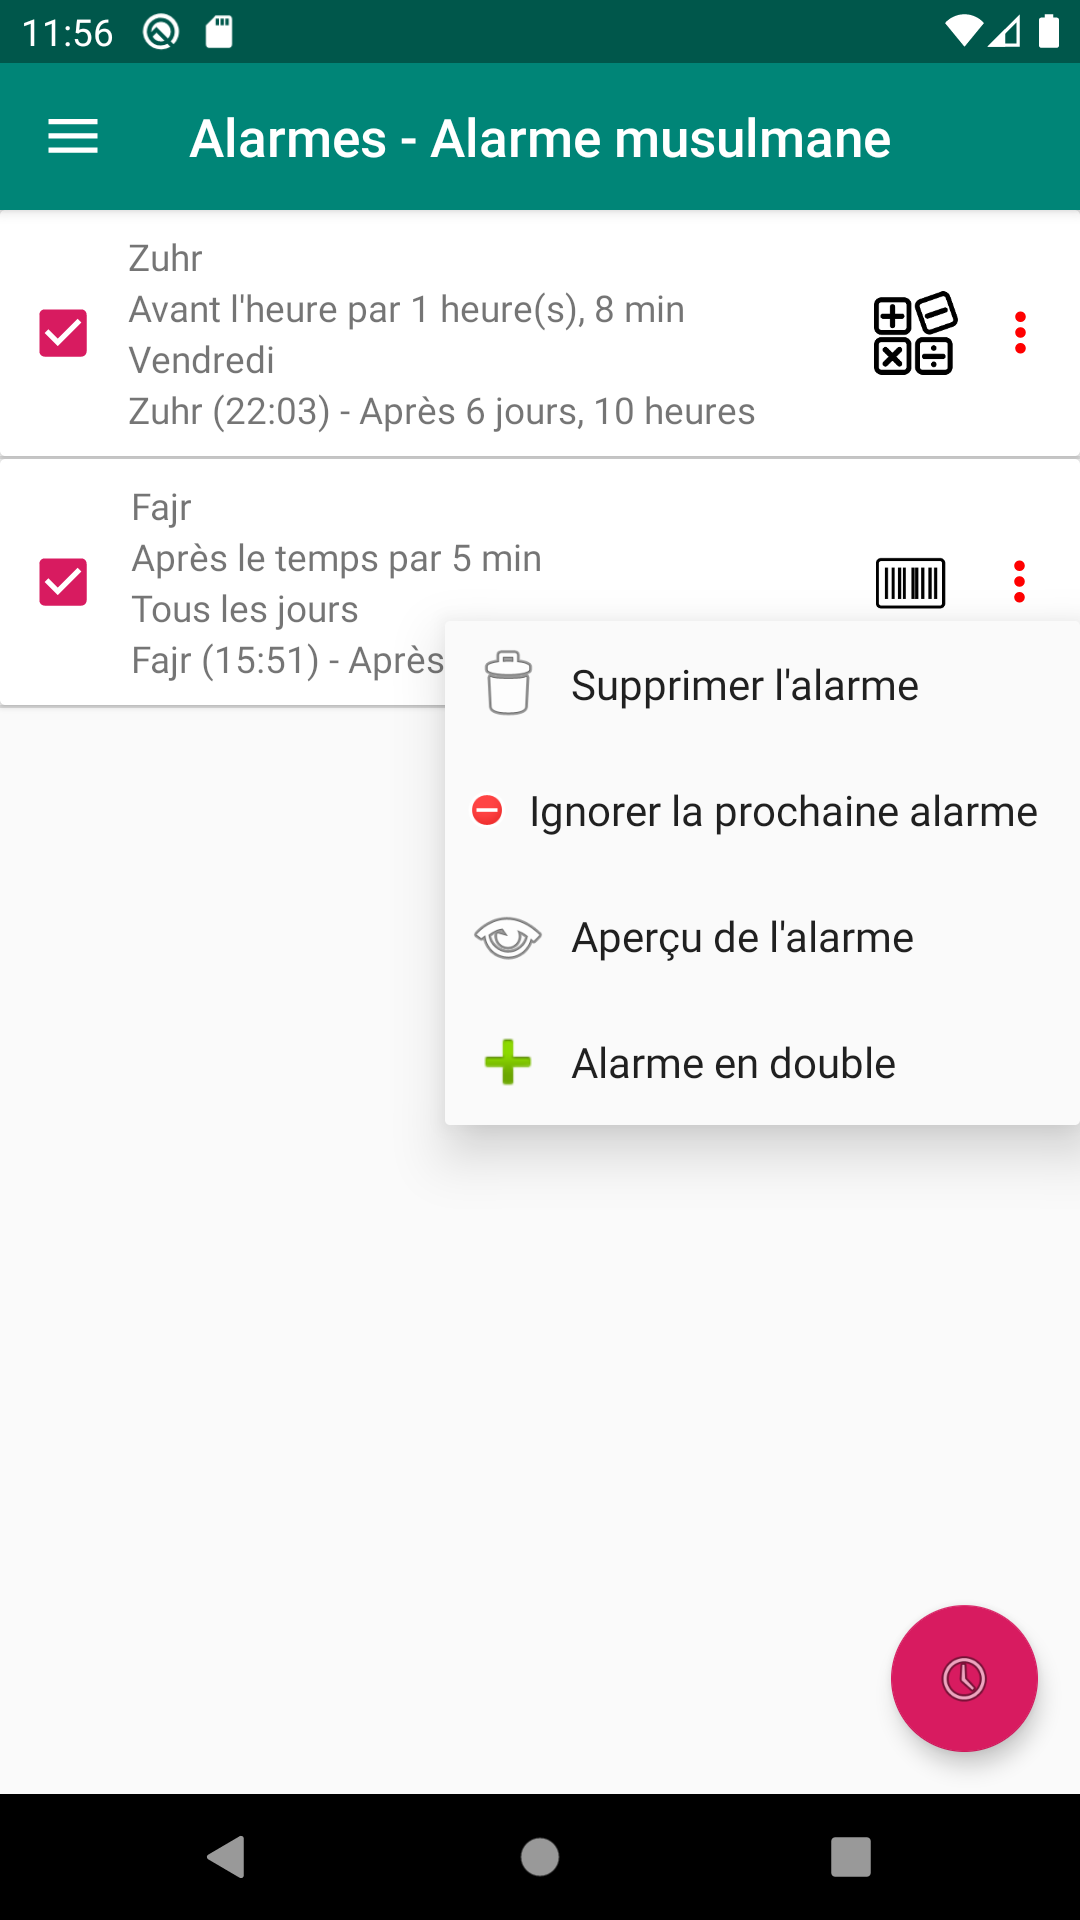 11:56
Alarmes - Alarme musulmane
Zuhr
Avant l'heure par 1 heure(s), 8 min
Vendredi
Zuhr (22:03) - Après 6 jours, 10 heures
Fajr
Après le temps par 5 min
Tous les jours
Fajr (15:51) - Après
Supprimer l'alarme
Ignorer la prochaine alarme
Aperçu de l'alarme
Alarme en double